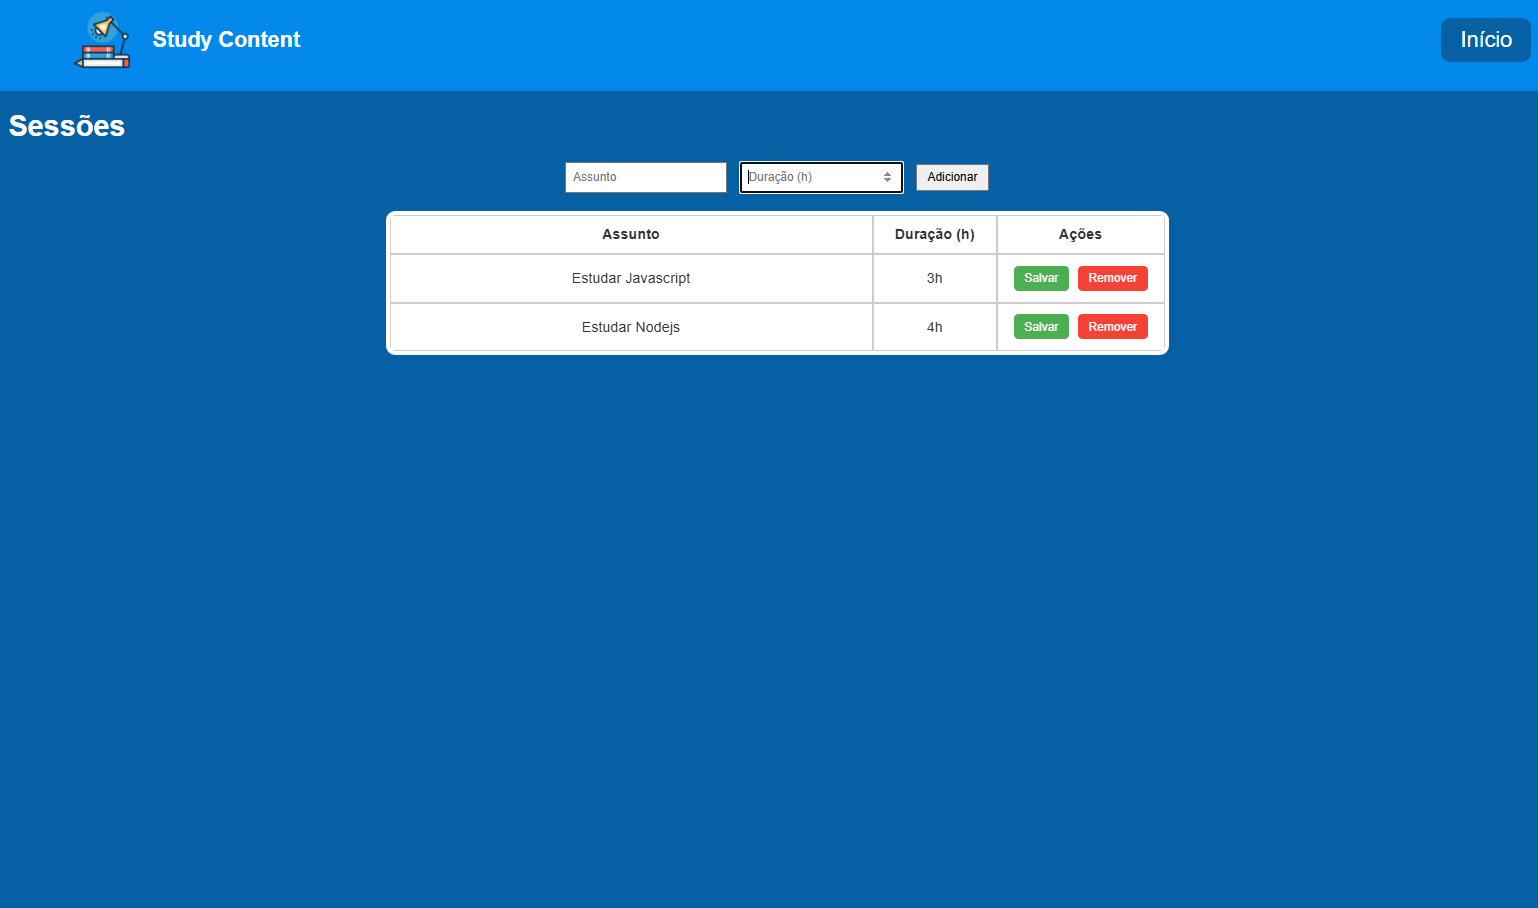 Study Content
Início
Sessões
Assunto Duração (h) Adicionar
Assunto Duração (h) Ações
Estudar Javascript 3h Salvar Remover
Estudar Nodejs 4h Salvar Remover